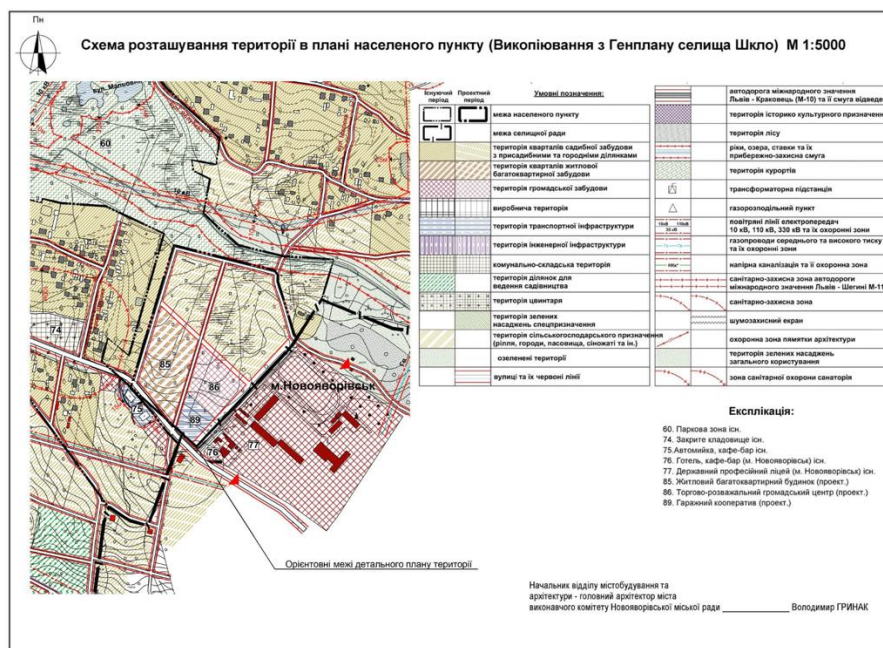 Пн
Схема розташування території в плані населеного пункту (Викопіювання з Генплану селища Шкло) М 1:5000
60
74
85
86
м.Новояворівськ
75
89
76
77
Орієнтовні межі детального плану території
Існуючий період
Проектний період
Умовні позначення:
межа населеного пункту
межа селищної ради
територія кварталів садибної забудови
з присадибними та городніми ділянками
територія кварталів житлової
багатоквартирної забудови
територія громадської забудови
виробнича територія
територія транспортної інфраструктури
територія інженерної інфраструктури
комунально-складська територія
територія ділянок для
ведення садівництва
територія цвинтаря
територія зелених
насаджень спецпризначення
територія сільськогосподарського призначення
(рілля, городи, пасовища, сіножаті та ін.)
озеленені території
вулиці та їх червоні лінії
автодорога міжнародного значення
Львів - Краковець (М-10) та її смуга відведе
територія історико культурного призначен
територія лісу
ріки, озера, ставки та їх
прибережно-захисна смуга
територія курортів
трансформаторна підстанція
газорозподільний пункт
повітряні лінії електропередач
10 кВ, 110 кВ, 330 кВ та їх охоронні зони
газопроводи середнього та високого тиску
та їх охоронні зони
напірна каналізація та її охоронна зона
санітарно-захисна зона автодороги
міжнародного значення Львів - Шегині М-11
санітарно-захисна зона
шумозахисний екран
охоронна зона пямятки архітектури
територія зелених насаджень
загального користування
зона санітарної охорони санаторія
Експлікація:
60. Паркова зона існ.
74. Закрите кладовище існ.
75.Автомийка, кафе-бар існ.
76. Готель, кафе-бар (м. Новояворівськ) існ.
77. Державний професійний ліцей (м. Новояворівськ) існ.
85. Житловий багатоквартирний будинок (проект.)
86. Торгово-розважальний громадський центр (проект.)
89. Гаражний кооператив (проект.)
Начальник відділу містобудування та
архітектури - головний архітектор міста
виконавчого комітету Новояворівської міської ради ____________ Володимир ГРИНАК